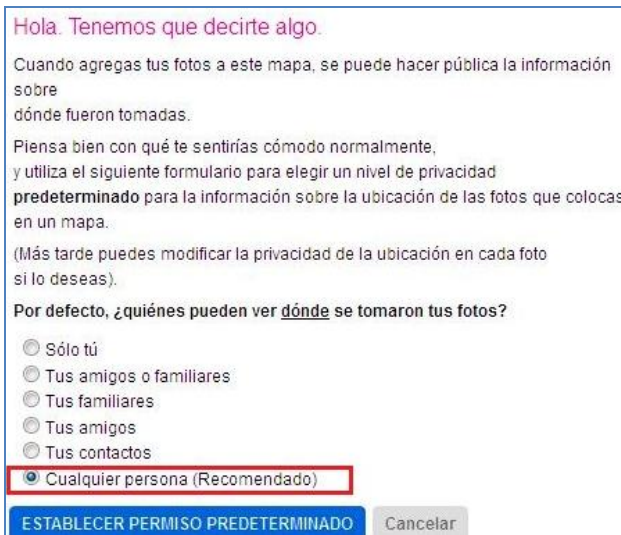 Hola. Tenemos que decirte algo.
Cuando agregas tus fotos a este mapa, se puede hacer pública la información
sobre
dónde fueron tomadas.
Piensa bien con qué te sentirías cómodo normalmente,
y utiliza el siguiente formulario para elegir un nivel de privacidad
predeterminado para la información sobre la ubicación de las fotos que colocas
en un mapa.
(Más tarde puedes modificar la privacidad de la ubicación en cada foto
si lo deseas).
Por defecto, ¿quiénes pueden ver dónde se tomaron tus fotos?
Sólo tú
Tus amigos o familiares
Tus familiares
Tus amigos
Tus contactos
Cualquier persona (Recomendado)
ESTABLECER PERMISO PREDETERMINADO Cancelar